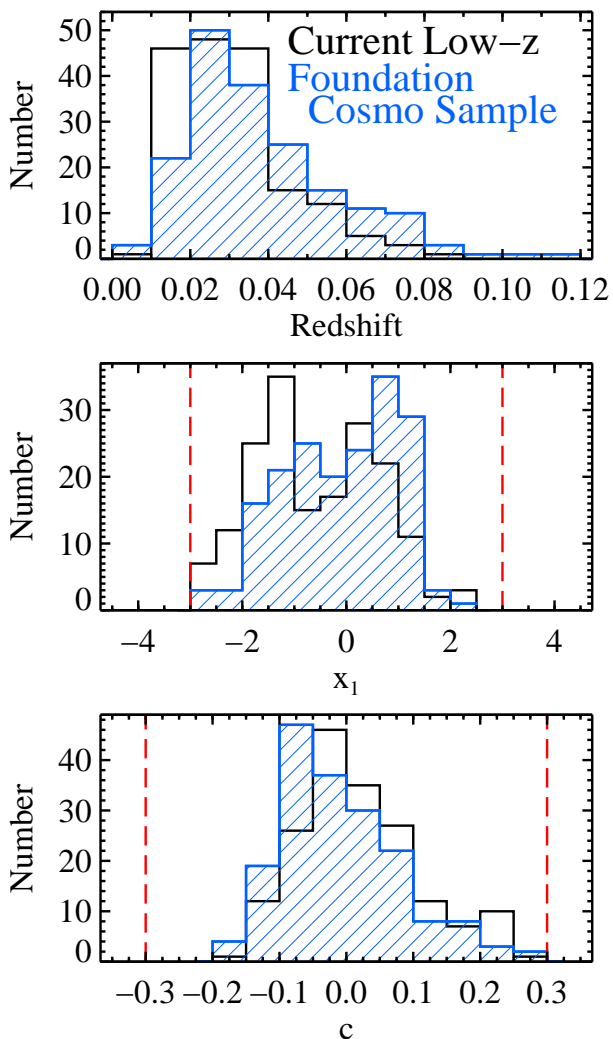 50
Current Low−z
Foundation
40
Cosmo Sample
30
20
10
0
Number
0.00 0.02 0.04 0.06 0.08 0.10 0.12
Redshift
30
20
10
0
Number
−4 −2 0 2 4
x₁
40
30
20
10
0
Number
−0.3 −0.2 −0.1 0.0 0.1 0.2 0.3
c